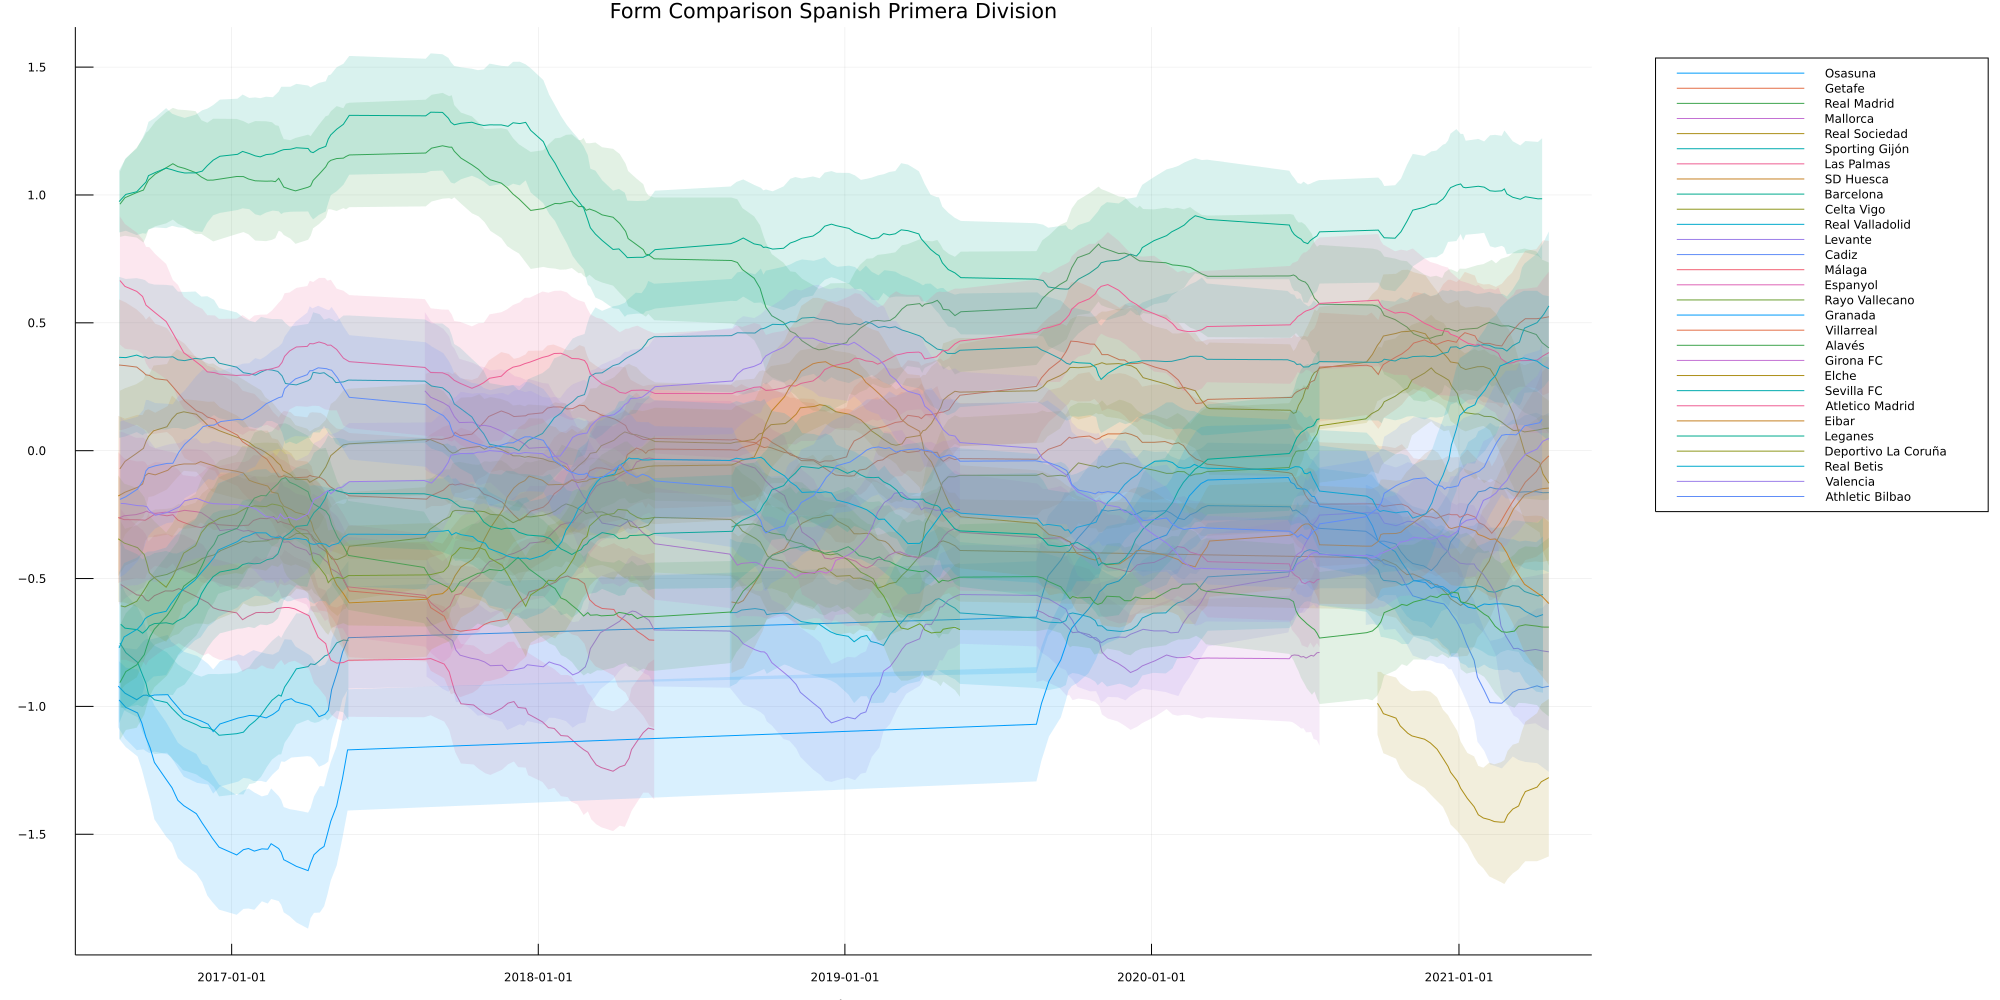 Form Comparison Spanish Primera Division
1.5
1.0
0.5
0.0
−0.5
−1.0
−1.5
2017-01-01
2018-01-01
2019-01-01
2020-01-01
2021-01-01
Osasuna
Getafe
Real Madrid
Mallorca
Real Sociedad
Sporting Gijón
Las Palmas
SD Huesca
Barcelona
Celta Vigo
Real Valladolid
Levante
Cadiz
Málaga
Espanyol
Rayo Vallecano
Granada
Villarreal
Alavés
Girona FC
Elche
Sevilla FC
Atletico Madrid
Eibar
Leganes
Deportivo La Coruña
Real Betis
Valencia
Athletic Bilbao